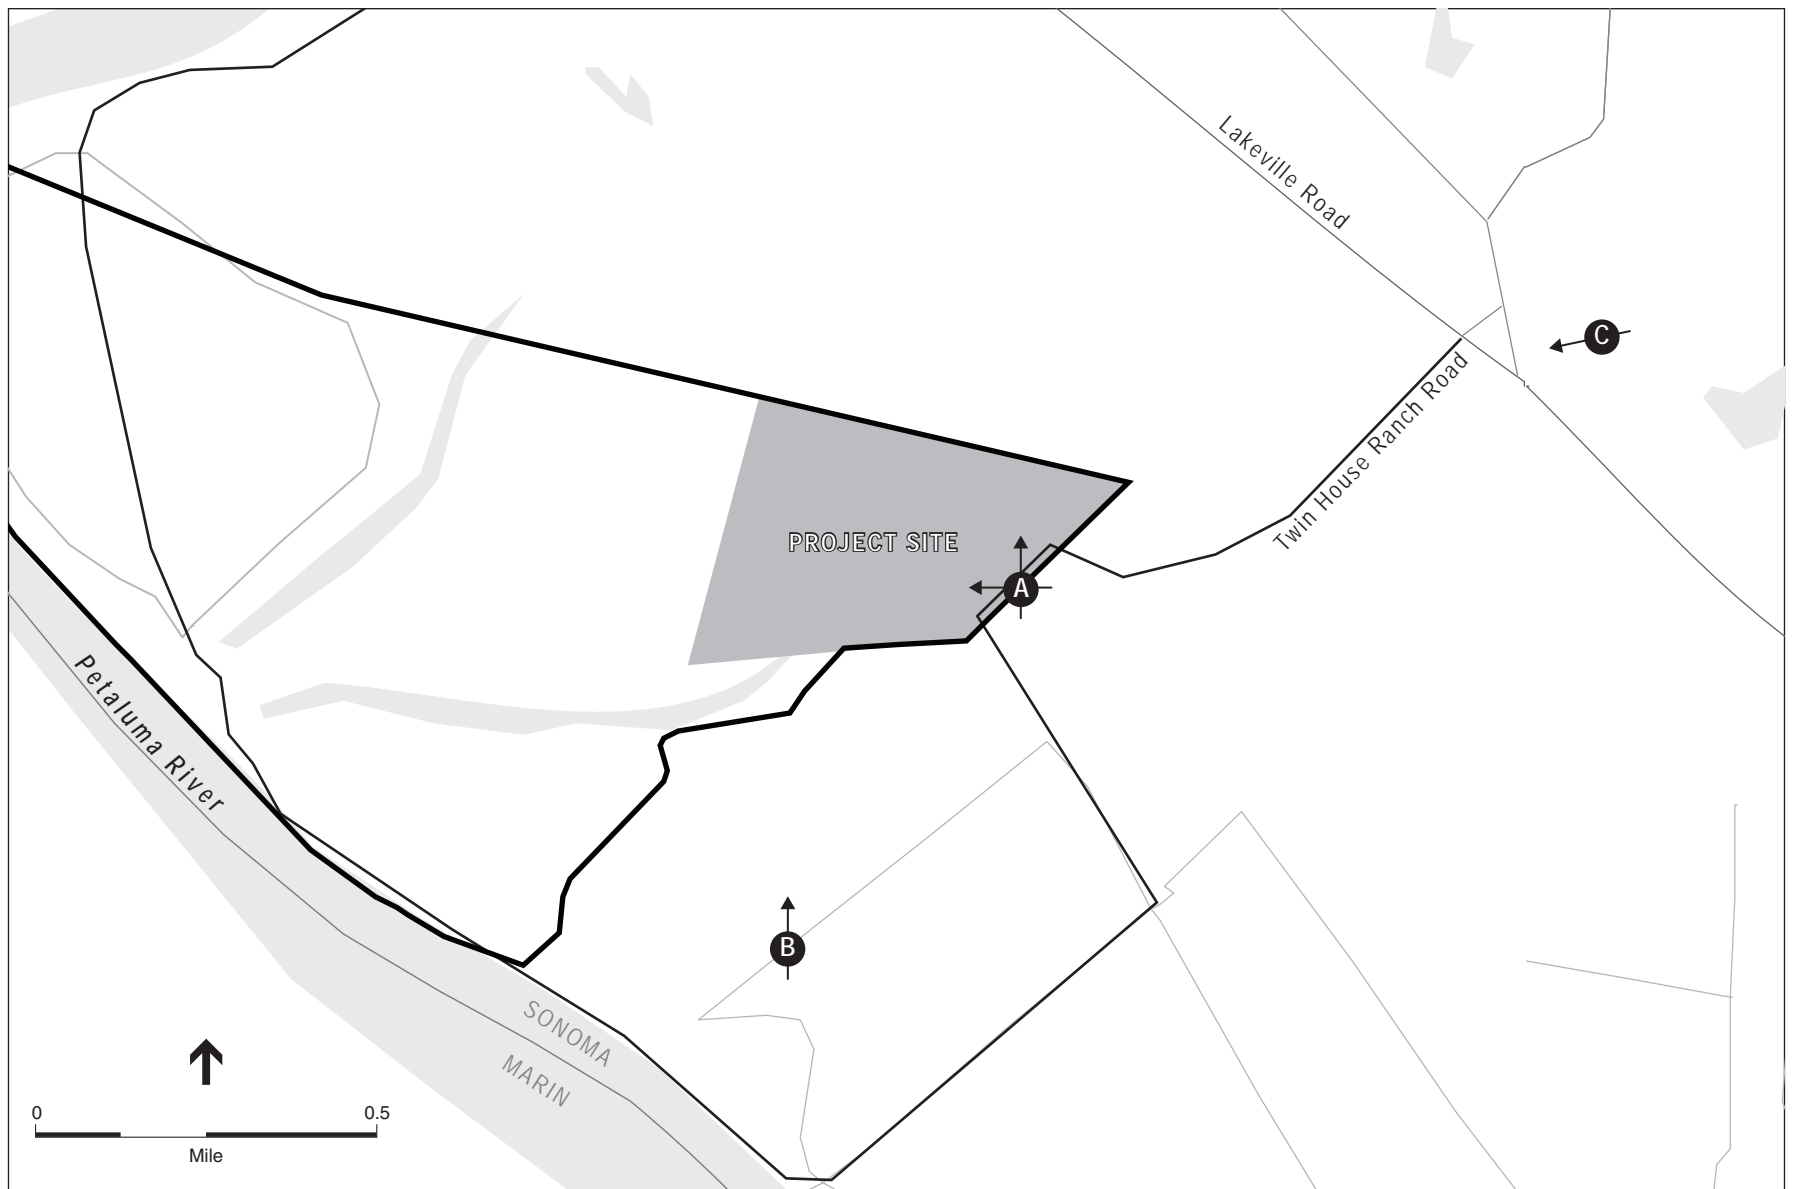 Lakeville Road
C
Twin House Ranch Road
PROJECT SITE
A
Petaluma River
B
SONOMA
MARIN
0 0.5
Mile